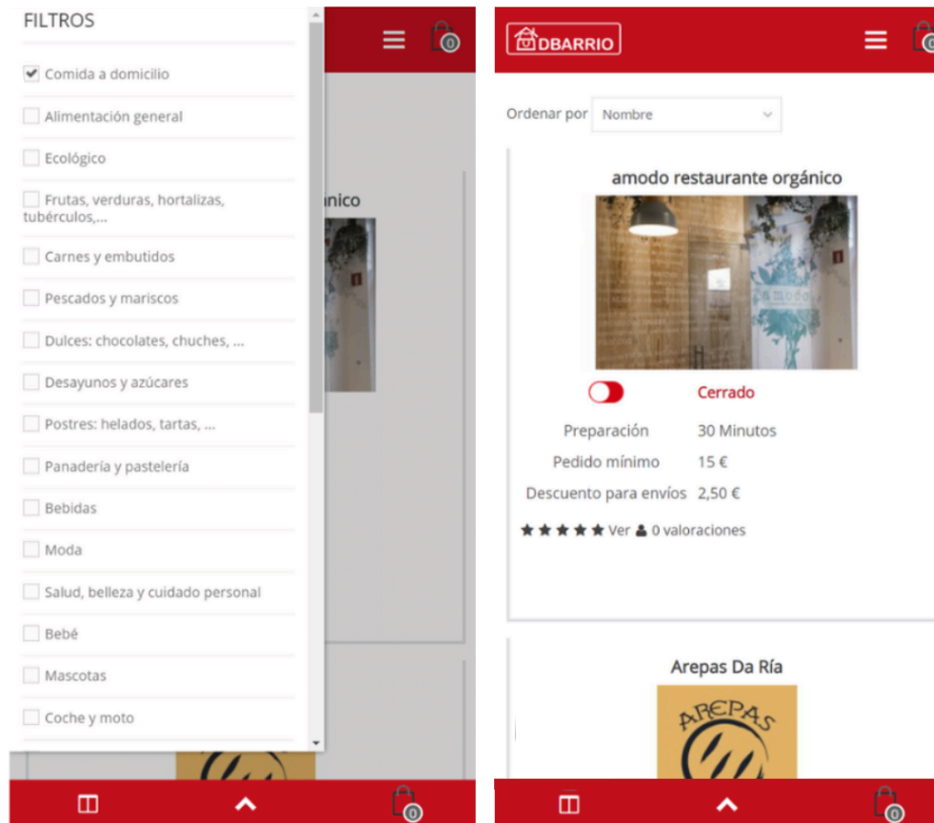 FILTROS
Comida a domicilio
Alimentación general
Ecológico
Frutas, verduras, hortalizas,
tubérculos,...
Carnes y embutidos
Pescados y mariscos
Dulces: chocolates, chuches, ...
Desayunos y azúcares
Postres: helados, tartas, ...
Panadería y pastelería
Bebidas
Moda
Salud, belleza y cuidado personal
Bebé
Mascotas
Coche y moto
0
ánico
0
DBARRIO
0
Ordenar por Nombre
amodo restaurante orgánico
amodo
Cerrado
Preparación 30 Minutos
Pedido mínimo 15 €
Descuento para envíos 2,50 €
Ver 0 valoraciones
Arepas Da Ría
AREPAS
0